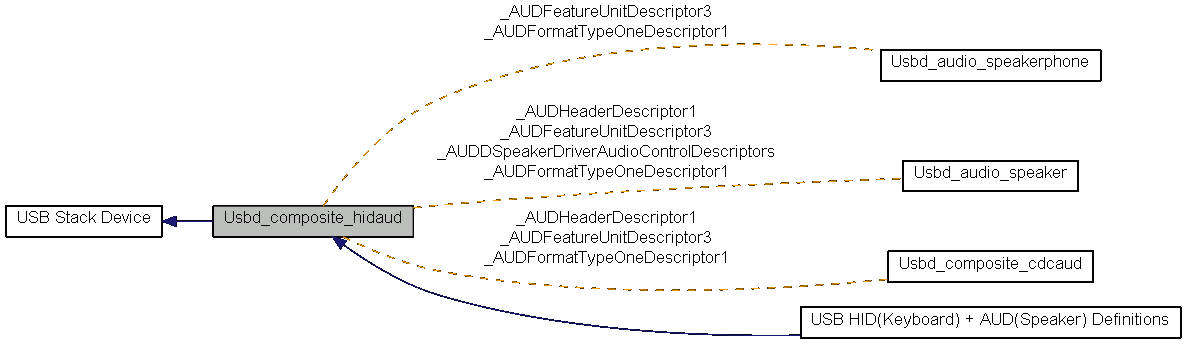 _AUDFeatureUnitDescriptor3
_AUDFormatTypeOneDescriptor1
Usbd_audio_speakerphone
_AUDHeaderDescriptor1
_AUDFeatureUnitDescriptor3
_AUDDSpeakerDriverAudioControlDescriptors
_AUDFormatTypeOneDescriptor1
Usbd_audio_speaker
USB Stack Device
Usbd_composite_hidaud
_AUDHeaderDescriptor1
_AUDFeatureUnitDescriptor3
_AUDFormatTypeOneDescriptor1
Usbd_composite_cdcaud
USB HID(Keyboard) + AUD(Speaker) Definitions